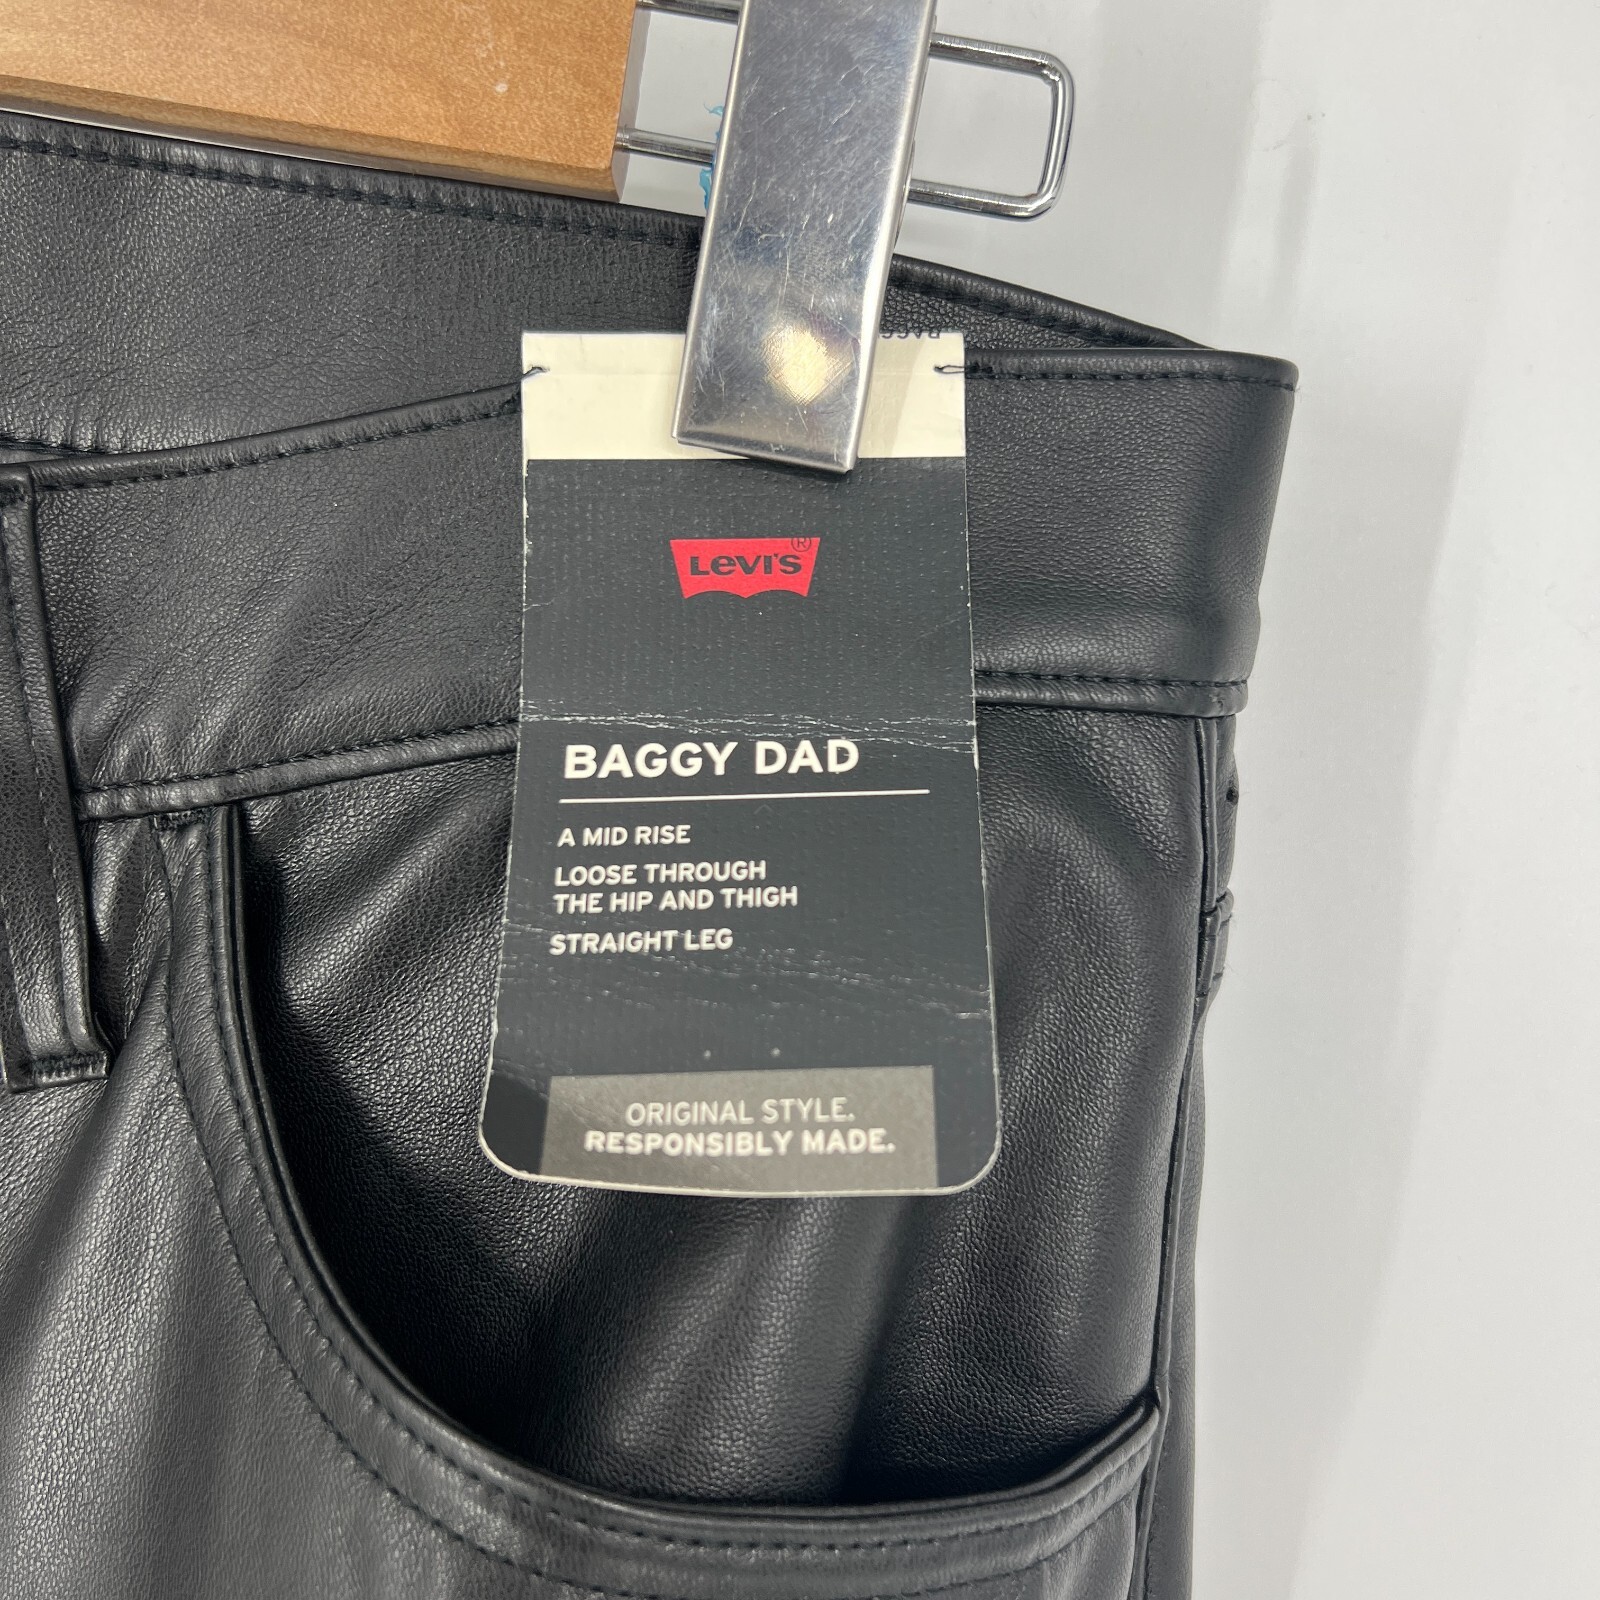 LEVI'S®
BAGGY DAD
A MID RISE
LOOSE THROUGH
THE HIP AND THIGH
STRAIGHT LEG
ORIGINAL STYLE.
RESPONSIBLY MADE.